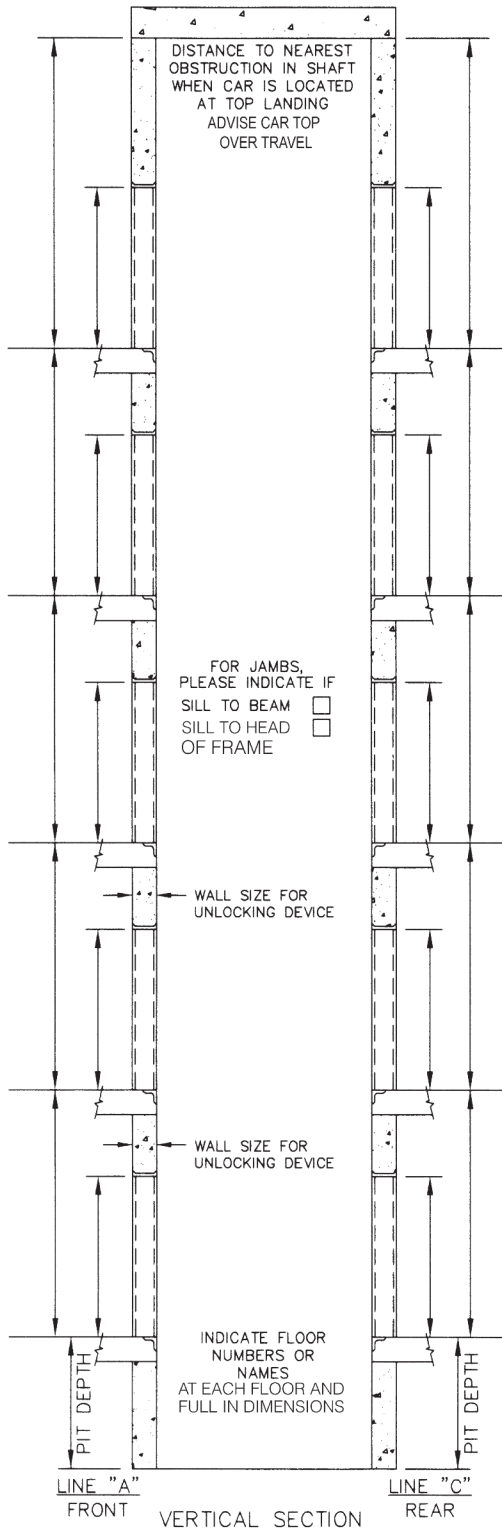 DISTANCE TO NEAREST
OBSTRUCTION IN SHAFT
WHEN CAR IS LOCATED
AT TOP LANDING
ADVISE CAR TOP
OVER TRAVEL
FOR JAMBS,
PLEASE INDICATE IF
SILL TO BEAM
SILL TO HEAD
OF FRAME
WALL SIZE FOR
UNLOCKING DEVICE
WALL SIZE FOR
UNLOCKING DEVICE
INDICATE FLOOR
NUMBERS OR
NAMES
AT EACH FLOOR AND
FULL IN DIMENSIONS
PIT DEPTH
PIT DEPTH
LINE "A"
FRONT
LINE "C"
REAR
VERTICAL SECTION